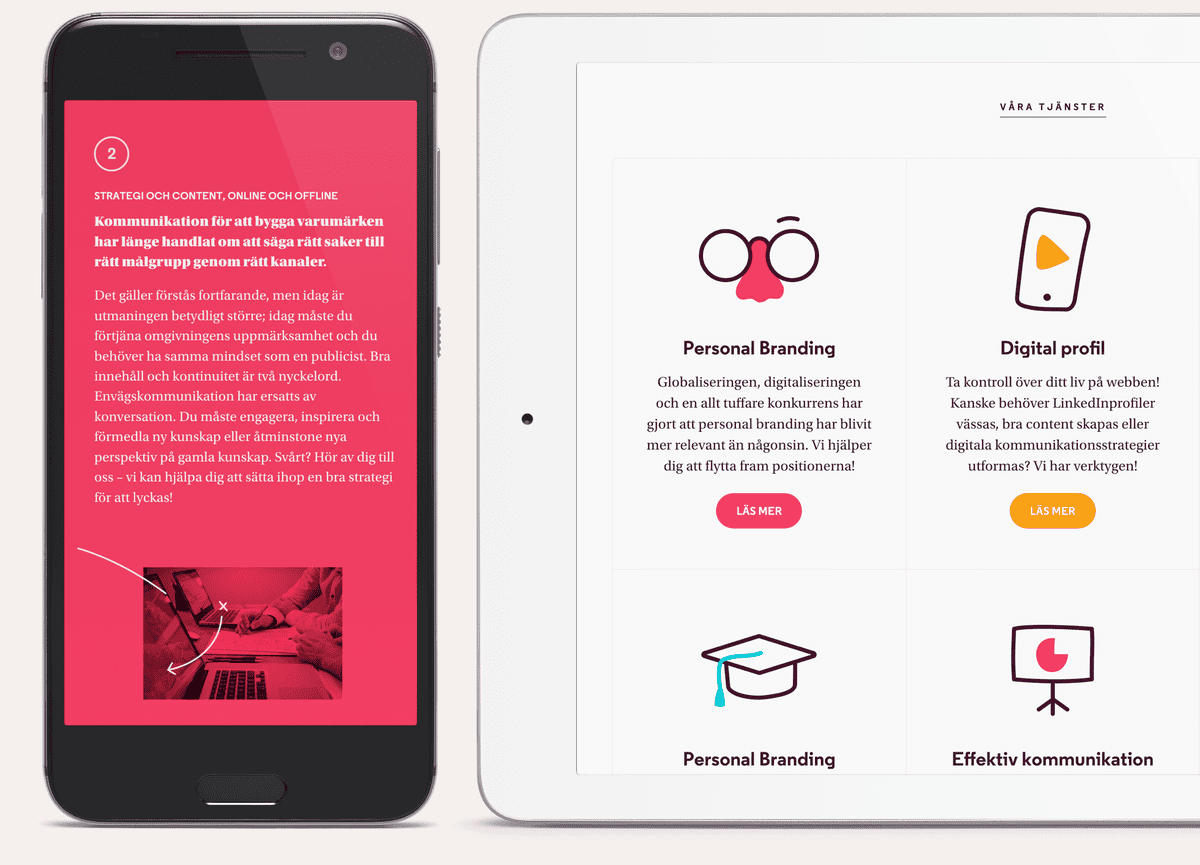 2
STRATEGI OCH CONTENT, ONLINE OCH OFFLINE
Kommunikation för att bygga varumärken
har länge handlat om att säga rätt saker till
rätt målgrupp genom rätt kanaler.
Det gäller förstås fortfarande, men idag är
utmaningen betydligt större; idag måste du
förtjäna omgivningens uppmärksamhet och du
behöver ha samma mindset som en publicist. Bra
innehåll och kontinuitet är två nyckelord.
Envägskommunikation har ersatts av
konversation. Du måste engagera, inspirera och
förmedla ny kunskap eller åtminstone nya
perspektiv på gamla kunskap. Svårt? Hör av dig till
oss – vi kan hjälpa dig att sätta ihop en bra strategi
för att lyckas!
VÅRA TJÄNSTER
Personal Branding
Globaliseringen, digitaliseringen
och en allt tuffare konkurrens har
gjort att personal branding har blivit
mer relevant än någonsin. Vi hjälper
dig att flytta fram positionerna!
LÄS MER
Digital profil
Ta kontroll över ditt liv på webben!
Kanske behöver LinkedInprofiler
vässas, bra content skapas eller
digitala kommunikationsstrategier
utformas? Vi har verktygen!
LÄS MER
Personal Branding
Effektiv kommunikation